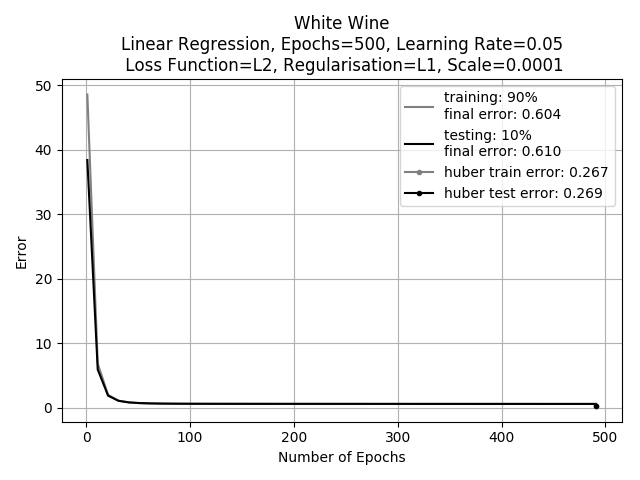 White Wine
Linear Regression, Epochs=500, Learning Rate=0.05
Loss Function=L2, Regularisation=L1, Scale=0.0001
training: 90%
final error: 0.604
testing: 10%
final error: 0.610
huber train error: 0.267
huber test error: 0.269
Error
50
40
30
20
10
0
0 100 200 300 400 500
Number of Epochs